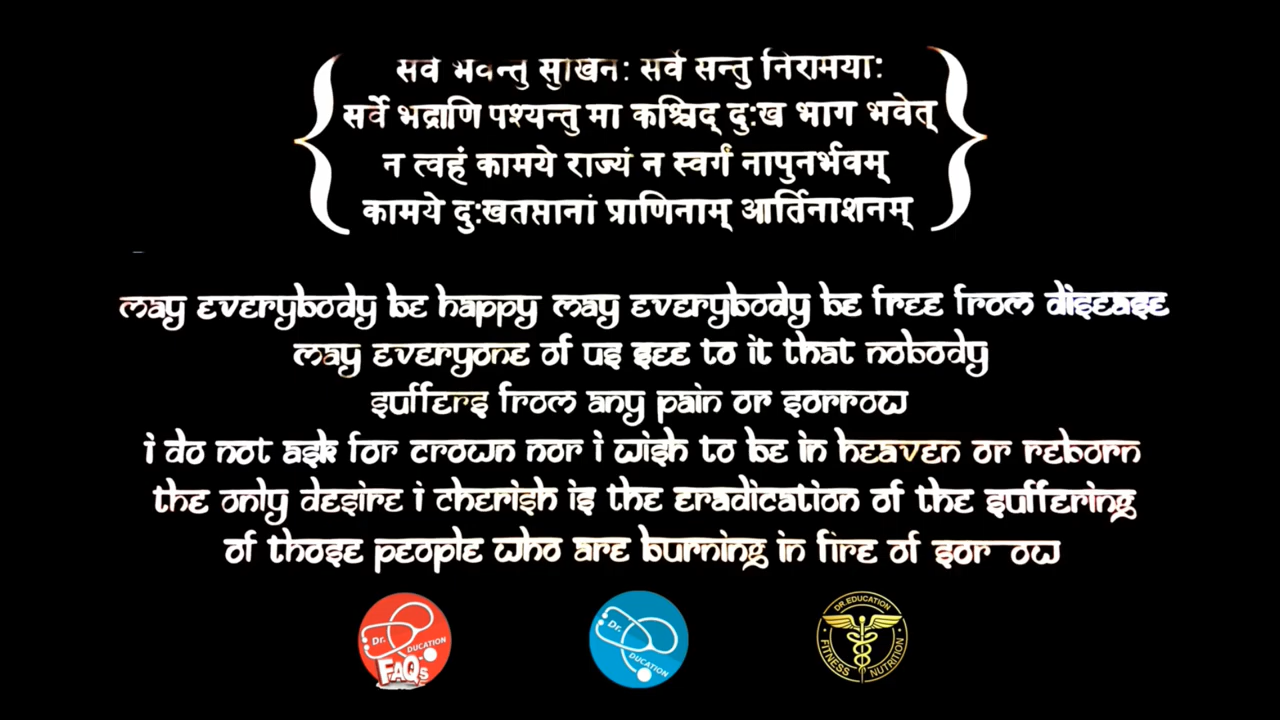 सर्वे भवन्तु सुखिन: सर्वे सन्तु निरामया:
सर्वे भद्राणि पश्यन्तु मा कश्चिद् दु:ख भाग भवेत्
न त्वहं कामये राज्यं न स्वर्गं नापुनर्भवम्
कामये दु:खतप्तानां प्राणिनाम् आर्तिनाशनम्
may everybody be happy may everybody be free from disease
may everyone of us see to it that nobody
suffers from any pain or sorrow
i do not ask for crown nor i wish to be in heaven or reborn
the only desire i cherish is the eradication of the suffering
of those people who are burning in fire of sor ow
Dr. DUCATION FAQs
DUCATION
DR.EDUCATION FITNESS NUTRITION